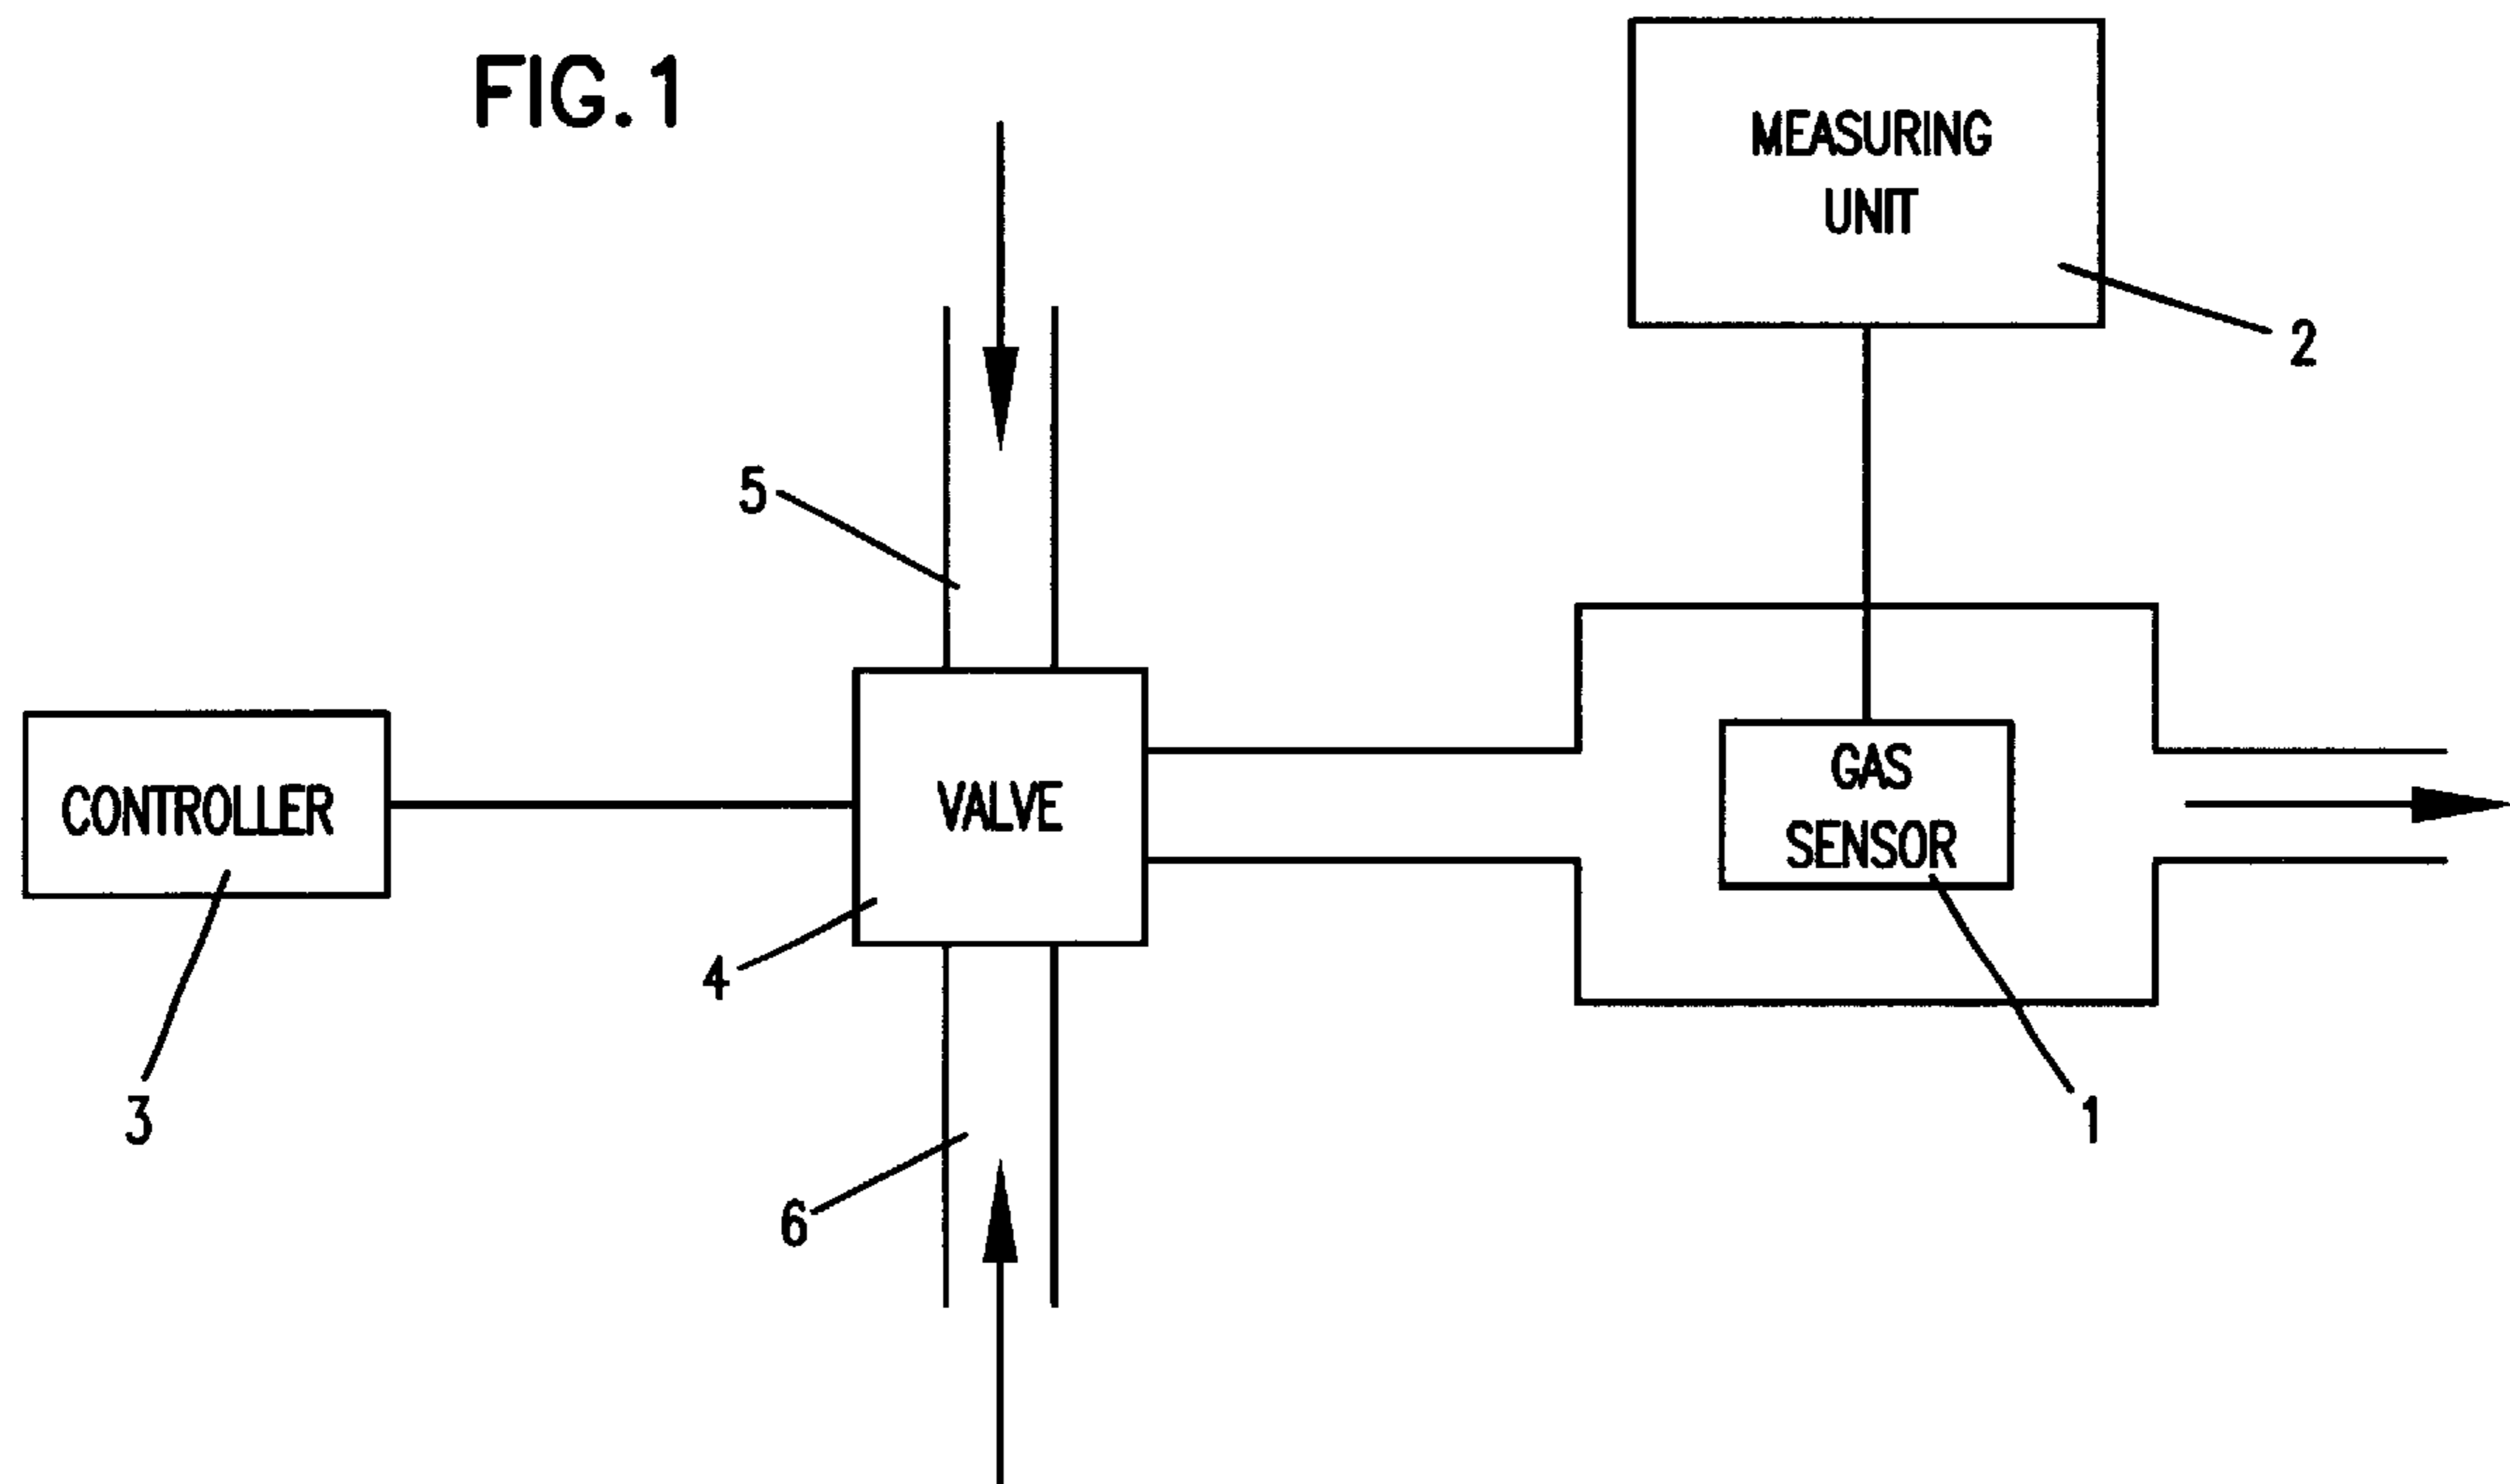 FIG.1
MEASURING
UNIT
2
5
CONTROLLER
VALVE
GAS
SENSOR
4
3
1
6